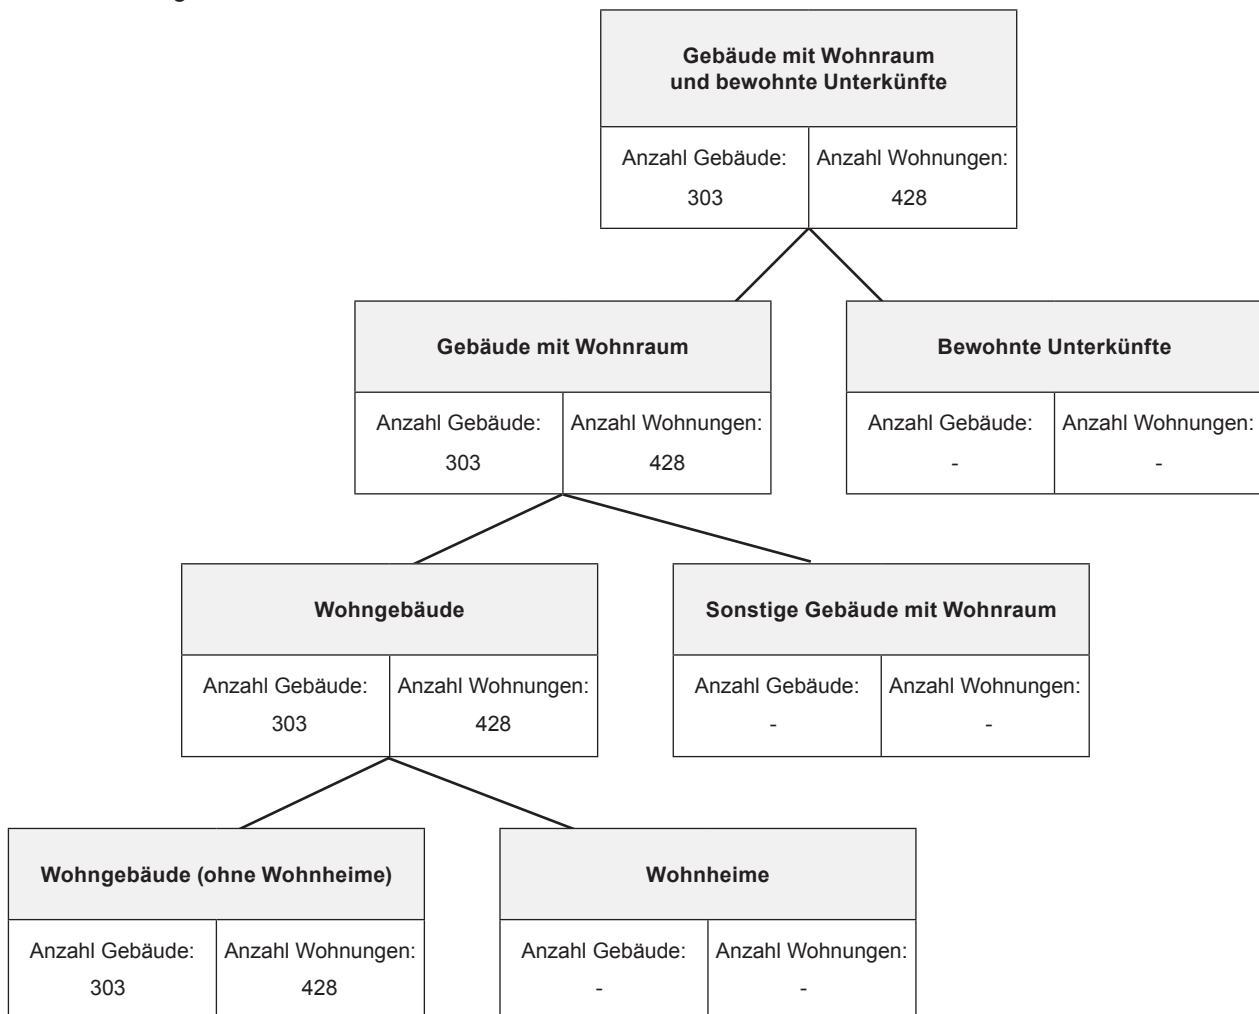 Gebäude mit Wohnraum
und bewohnte Unterkünfte
Anzahl Gebäude: Anzahl Wohnungen:
303 428
Gebäude mit Wohnraum Bewohnte Unterkünfte
Anzahl Gebäude: Anzahl Wohnungen: Anzahl Gebäude: Anzahl Wohnungen:
303 428 - -
Wohngebäude Sonstige Gebäude mit Wohnraum
Anzahl Gebäude: Anzahl Wohnungen: Anzahl Gebäude: Anzahl Wohnungen:
303 428 - -
Wohngebäude (ohne Wohnheime) Wohnheime
Anzahl Gebäude: Anzahl Wohnungen: Anzahl Gebäude: Anzahl Wohnungen:
303 428 - -